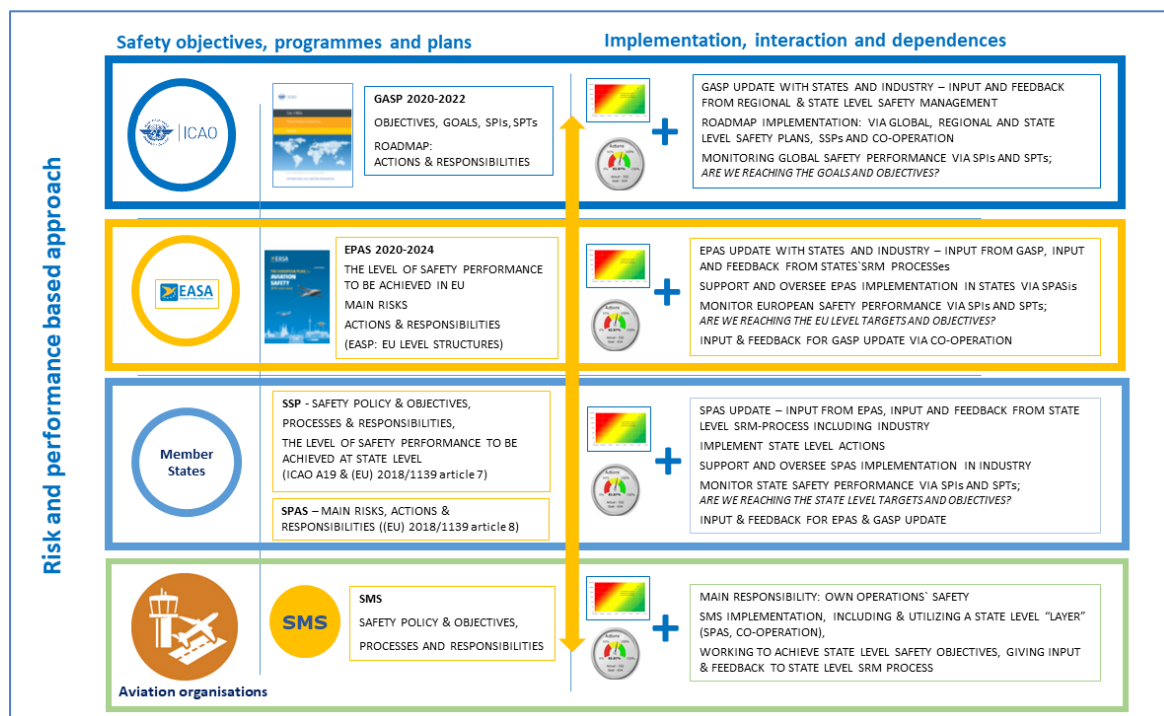 Safety objectives, programmes and plans
Implementation, interaction and dependences
Risk and performance based approach
ICAO
GASP 2020-2022
OBJECTIVES, GOALS, SPIs, SPTs
ROADMAP:
ACTIONS & RESPONSIBILITIES
GASP UPDATE WITH STATES AND INDUSTRY – INPUT AND FEEDBACK
FROM REGIONAL & STATE LEVEL SAFETY MANAGEMENT
ROADMAP IMPLEMENTATION: VIA GLOBAL, REGIONAL AND STATE
LEVEL SAFETY PLANS, SSPs AND CO-OPERATION
MONITORING GLOBAL SAFETY PERFORMANCE VIA SPIs AND SPTs;
ARE WE REACHING THE GOALS AND OBJECTIVES?
EASA
EASA
AVIATION
SAFETY
EPAS 2020-2024
THE LEVEL OF SAFETY PERFORMANCE
TO BE ACHIEVED IN EU
MAIN RISKS
ACTIONS & RESPONSIBILITIES
(EASP: EU LEVEL STRUCTURES)
EPAS UPDATE WITH STATES AND INDUSTRY – INPUT FROM GASP, INPUT
AND FEEDBACK FROM STATES`SRM PROCESSes
SUPPORT AND OVERSEE EPAS IMPLEMENTATION IN STATES VIA SPASis
MONITOR EUROPEAN SAFETY PERFORMANCE VIA SPIs AND SPTs;
ARE WE REACHING THE EU LEVEL TARGETS AND OBJECTIVES?
INPUT & FEEDBACK FOR GASP UPDATE VIA CO-OPERATION
Member
States
SSP - SAFETY POLICY & OBJECTIVES,
PROCESSES & RESPONSIBILITIES,
THE LEVEL OF SAFETY PERFORMANCE TO BE
ACHIEVED AT STATE LEVEL
(ICAO A19 & (EU) 2018/1139 article 7)
SPAS – MAIN RISKS, ACTIONS &
RESPONSIBILITIES ((EU) 2018/1139 article 8)
SPAS UPDATE – INPUT FROM EPAS, INPUT AND FEEDBACK FROM STATE
LEVEL SRM-PROCESS INCLUDING INDUSTRY
IMPLEMENT STATE LEVEL ACTIONS
SUPPORT AND OVERSEE SPAS IMPLEMENTATION IN INDUSTRY
MONITOR STATE SAFETY PERFORMANCE VIA SPIs AND SPTs;
ARE WE REACHING THE STATE LEVEL TARGETS AND OBJECTIVES?
INPUT & FEEDBACK FOR EPAS & GASP UPDATE
Aviation organisations
SMS
SMS
SAFETY POLICY & OBJECTIVES,
PROCESSES AND RESPONSIBILITIES
MAIN RESPONSIBILITY: OWN OPERATIONS` SAFETY
SMS IMPLEMENTATION, INCLUDING & UTILIZING A STATE LEVEL “LAYER”
(SPAS, CO-OPERATION),
WORKING TO ACHIEVE STATE LEVEL SAFETY OBJECTIVES, GIVING INPUT
& FEEDBACK TO STATE LEVEL SRM PROCESS
Actions
Actions
Actions
Actions